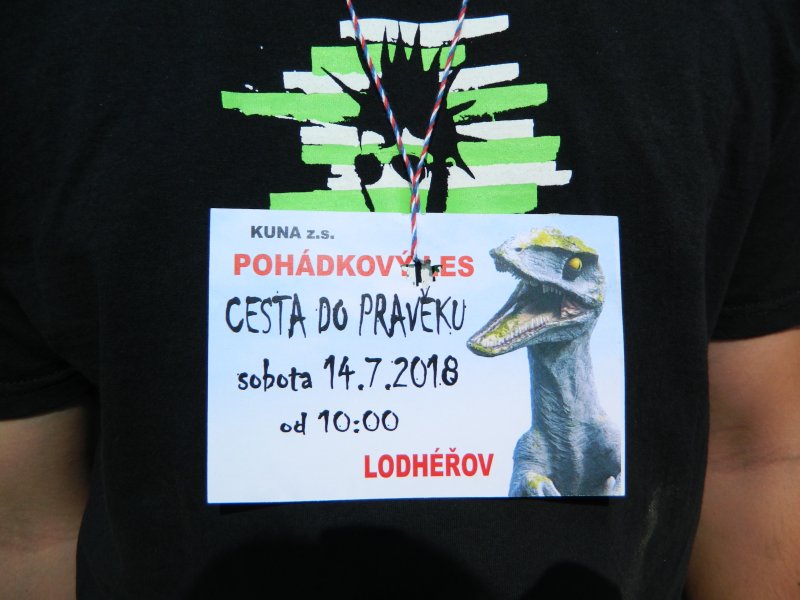 KUNA z.s.
POHÁDKOVÝ LES
CESTA DO PRAVĚKU
sobota 14.7.2018
od 10:00
LODHÉŘOV